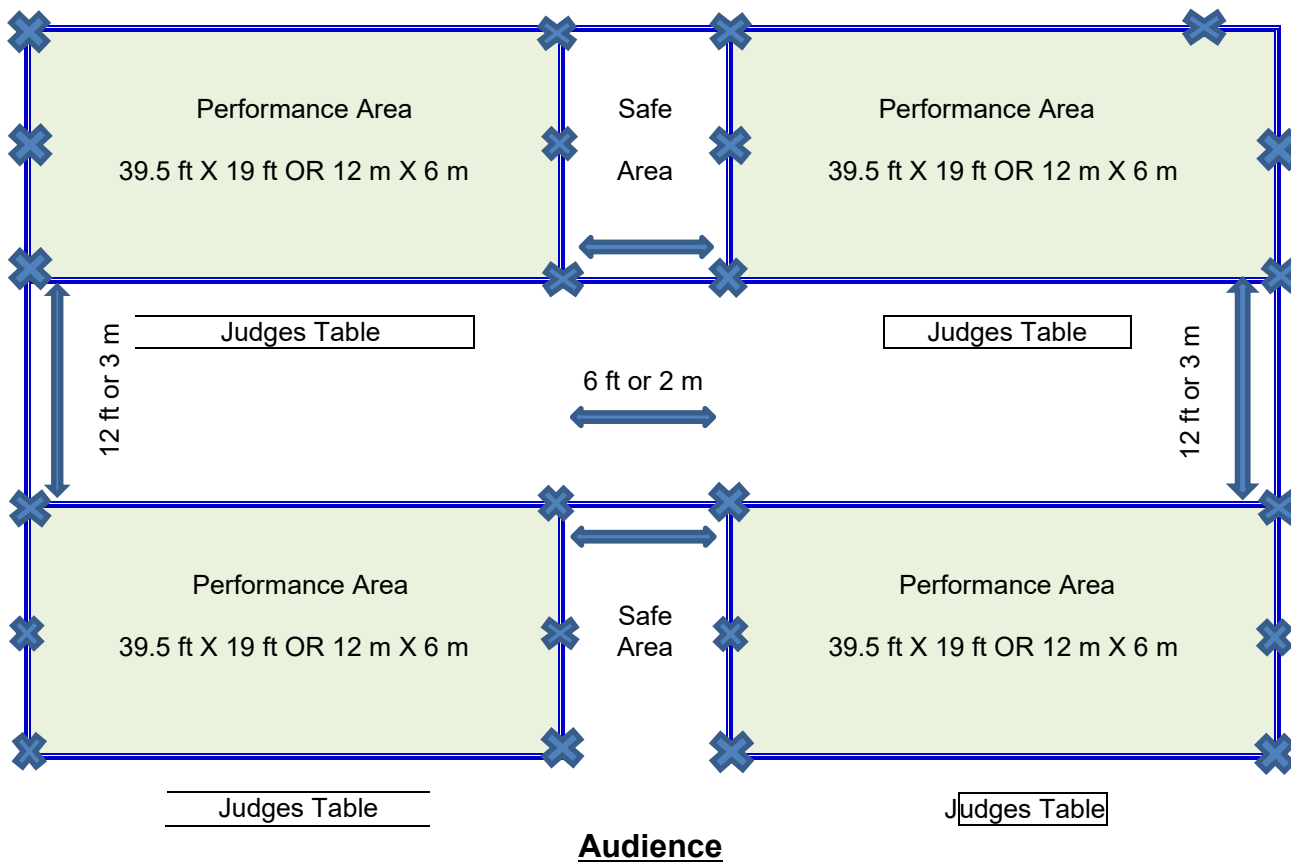 Performance Area
39.5 ft X 19 ft OR 12 m X 6 m
Safe
Area
Performance Area
39.5 ft X 19 ft OR 12 m X 6 m
12 ft or 3 m
Judges Table
6 ft or 2 m
Judges Table
12 ft or 3 m
Performance Area
39.5 ft X 19 ft OR 12 m X 6 m
Safe
Area
Performance Area
39.5 ft X 19 ft OR 12 m X 6 m
Judges Table
Judges Table
Audience